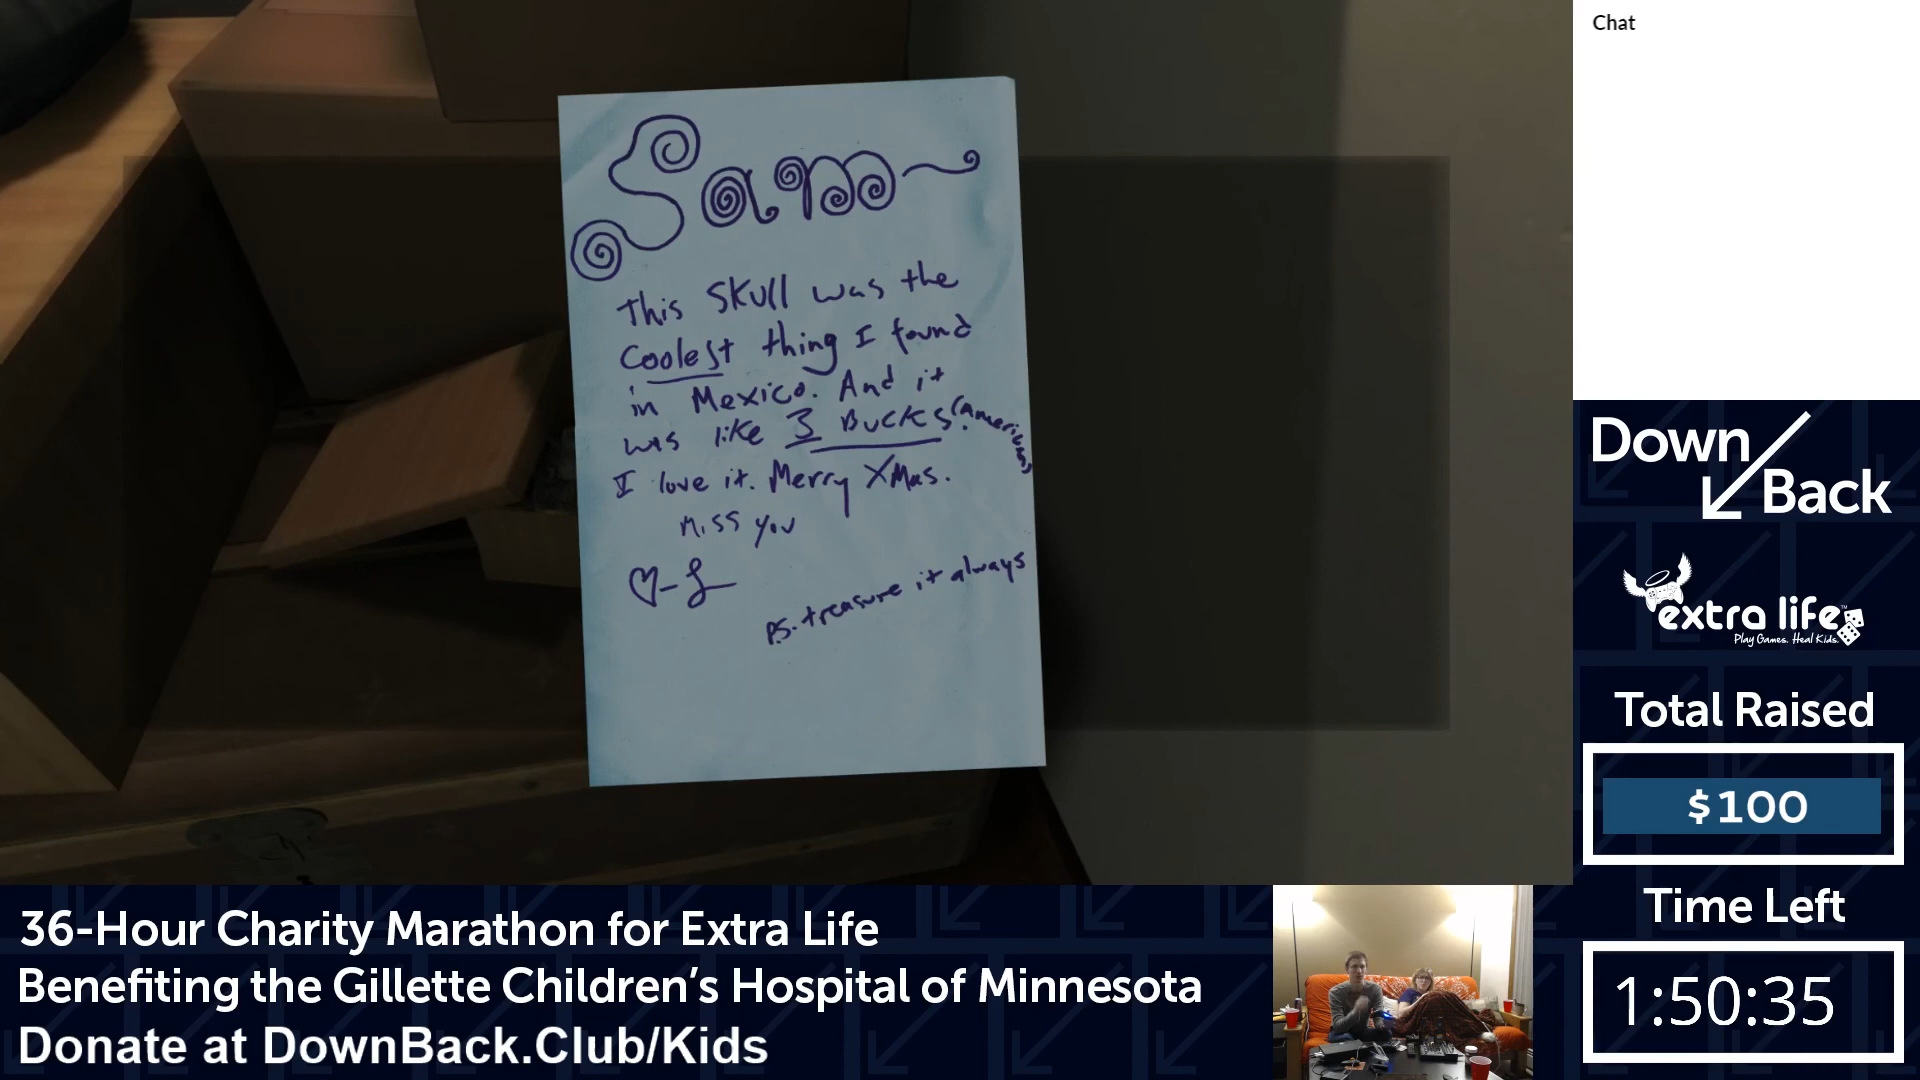 Sam
This Skull was the
Coolest thing I found
in Mexico. And it
was like 3 Bucks (american)
I love it. Merry XMas.
Miss you
♡-L
P.S. treasure it always
Chat
Down
Back
extra life
Play Games. Heal Kids.
Total Raised
$100
Time Left
1:50:35
36-Hour Charity Marathon for Extra Life
Benefiting the Gillette Children's Hospital of Minnesota
Donate at DownBack.Club/Kids